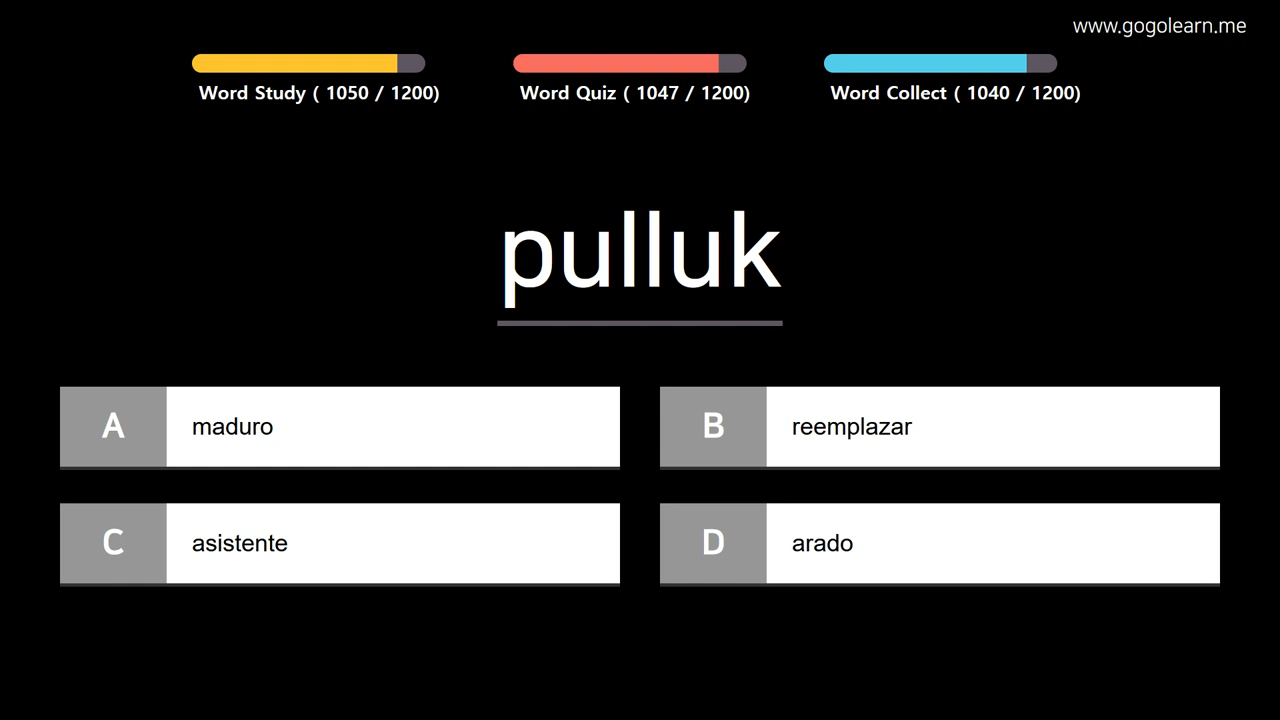 www.gogolearn.me
Word Study ( 1050 / 1200)
Word Quiz ( 1047 / 1200)
Word Collect ( 1040 / 1200)
pulluk
A maduro
B reemplazar
C asistente
D arado